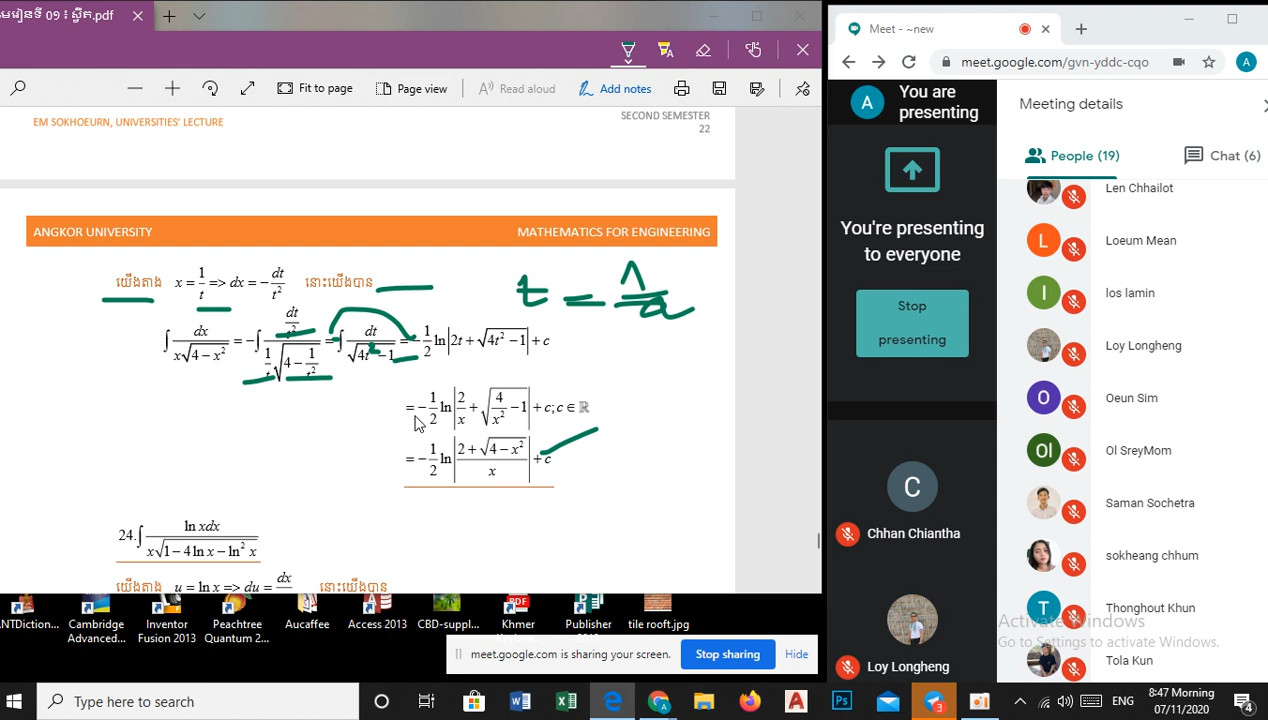 មេរៀនទី 09 ៖ ស្វ៊ីត.pdf
Meet - ~new
meet.google.com/gvn-yddc-cqo
A
Fit to page
Page view
Read aloud
Add notes
EM SOKHOEURN, UNIVERSITIES' LECTURE
SECOND SEMESTER
22
ANGKOR UNIVERSITY
MATHEMATICS FOR ENGINEERING
យើងតាង x = 1/t => dx = − dt/t² នោះយើងបាន
t = 1/x
∫ dx/(x√(4 − x²)) = −∫ (dt/t²)/((1/t)√(4 − 1/t²)) = ∫ dt/√(4t² − 1) = −1/2 ln|2t + √(4t² − 1)| + c
= −1/2 ln|2/x + √(4/x² − 1)| + c; c ∈ ℝ
= −1/2 ln|(2 + √(4 − x²))/x| + c
24. ∫ ln xdx/(x√(1 − 4 ln x − ln² x))
យើងតាង u = ln x => du = dx នោះយើងបាន
A
You are presenting
You're presenting to everyone
Stop presenting
C
Chhan Chiantha
Loy Longheng
Meeting details
People (19)
Chat (6)
Len Chhailot
L
Loeum Mean
l
los lamin
Loy Longheng
O
Oeun Sim
Ol
Ol SreyMom
Saman Sochetra
sokheang chhum
T
Thonghout Khun
Tola Kun
Activate Windows
Go to Settings to activate Windows.
ANTDiction...
Cambridge Advanced...
Inventor Fusion 2013
Peachtree Quantum 2...
Aucaffee
Access 2013
CBD-suppl...
Khmer
Publisher
tile rooft.jpg
meet.google.com is sharing your screen.
Stop sharing
Hide
Type here to search
3
ENG
8:47 Morning
07/11/2020
4